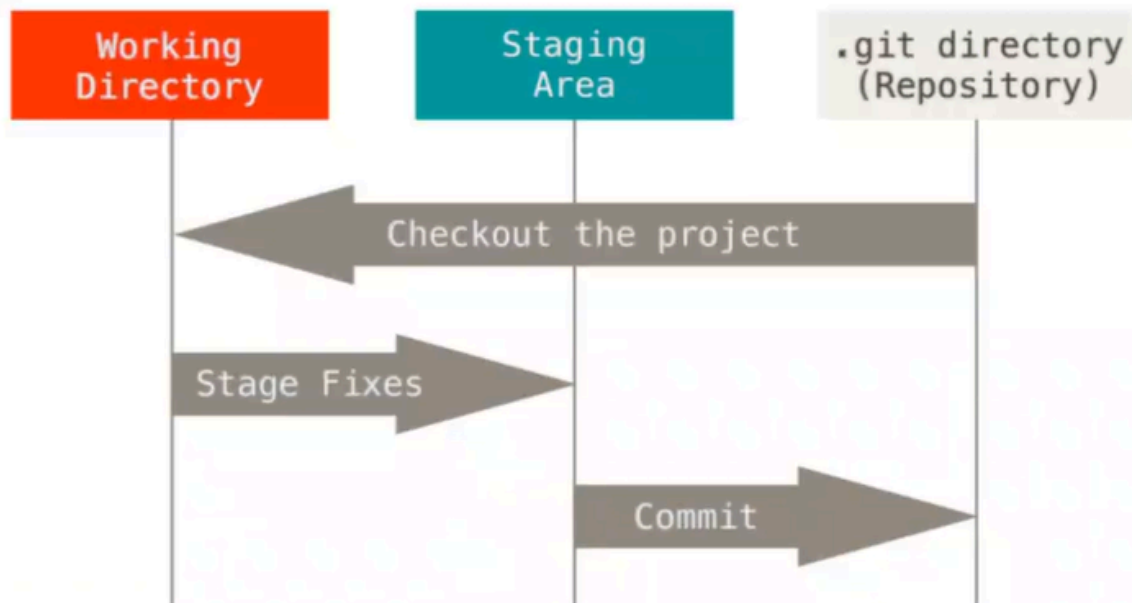 Working
Directory
Staging
Area
.git directory
(Repository)
Checkout the project
Stage Fixes
Commit